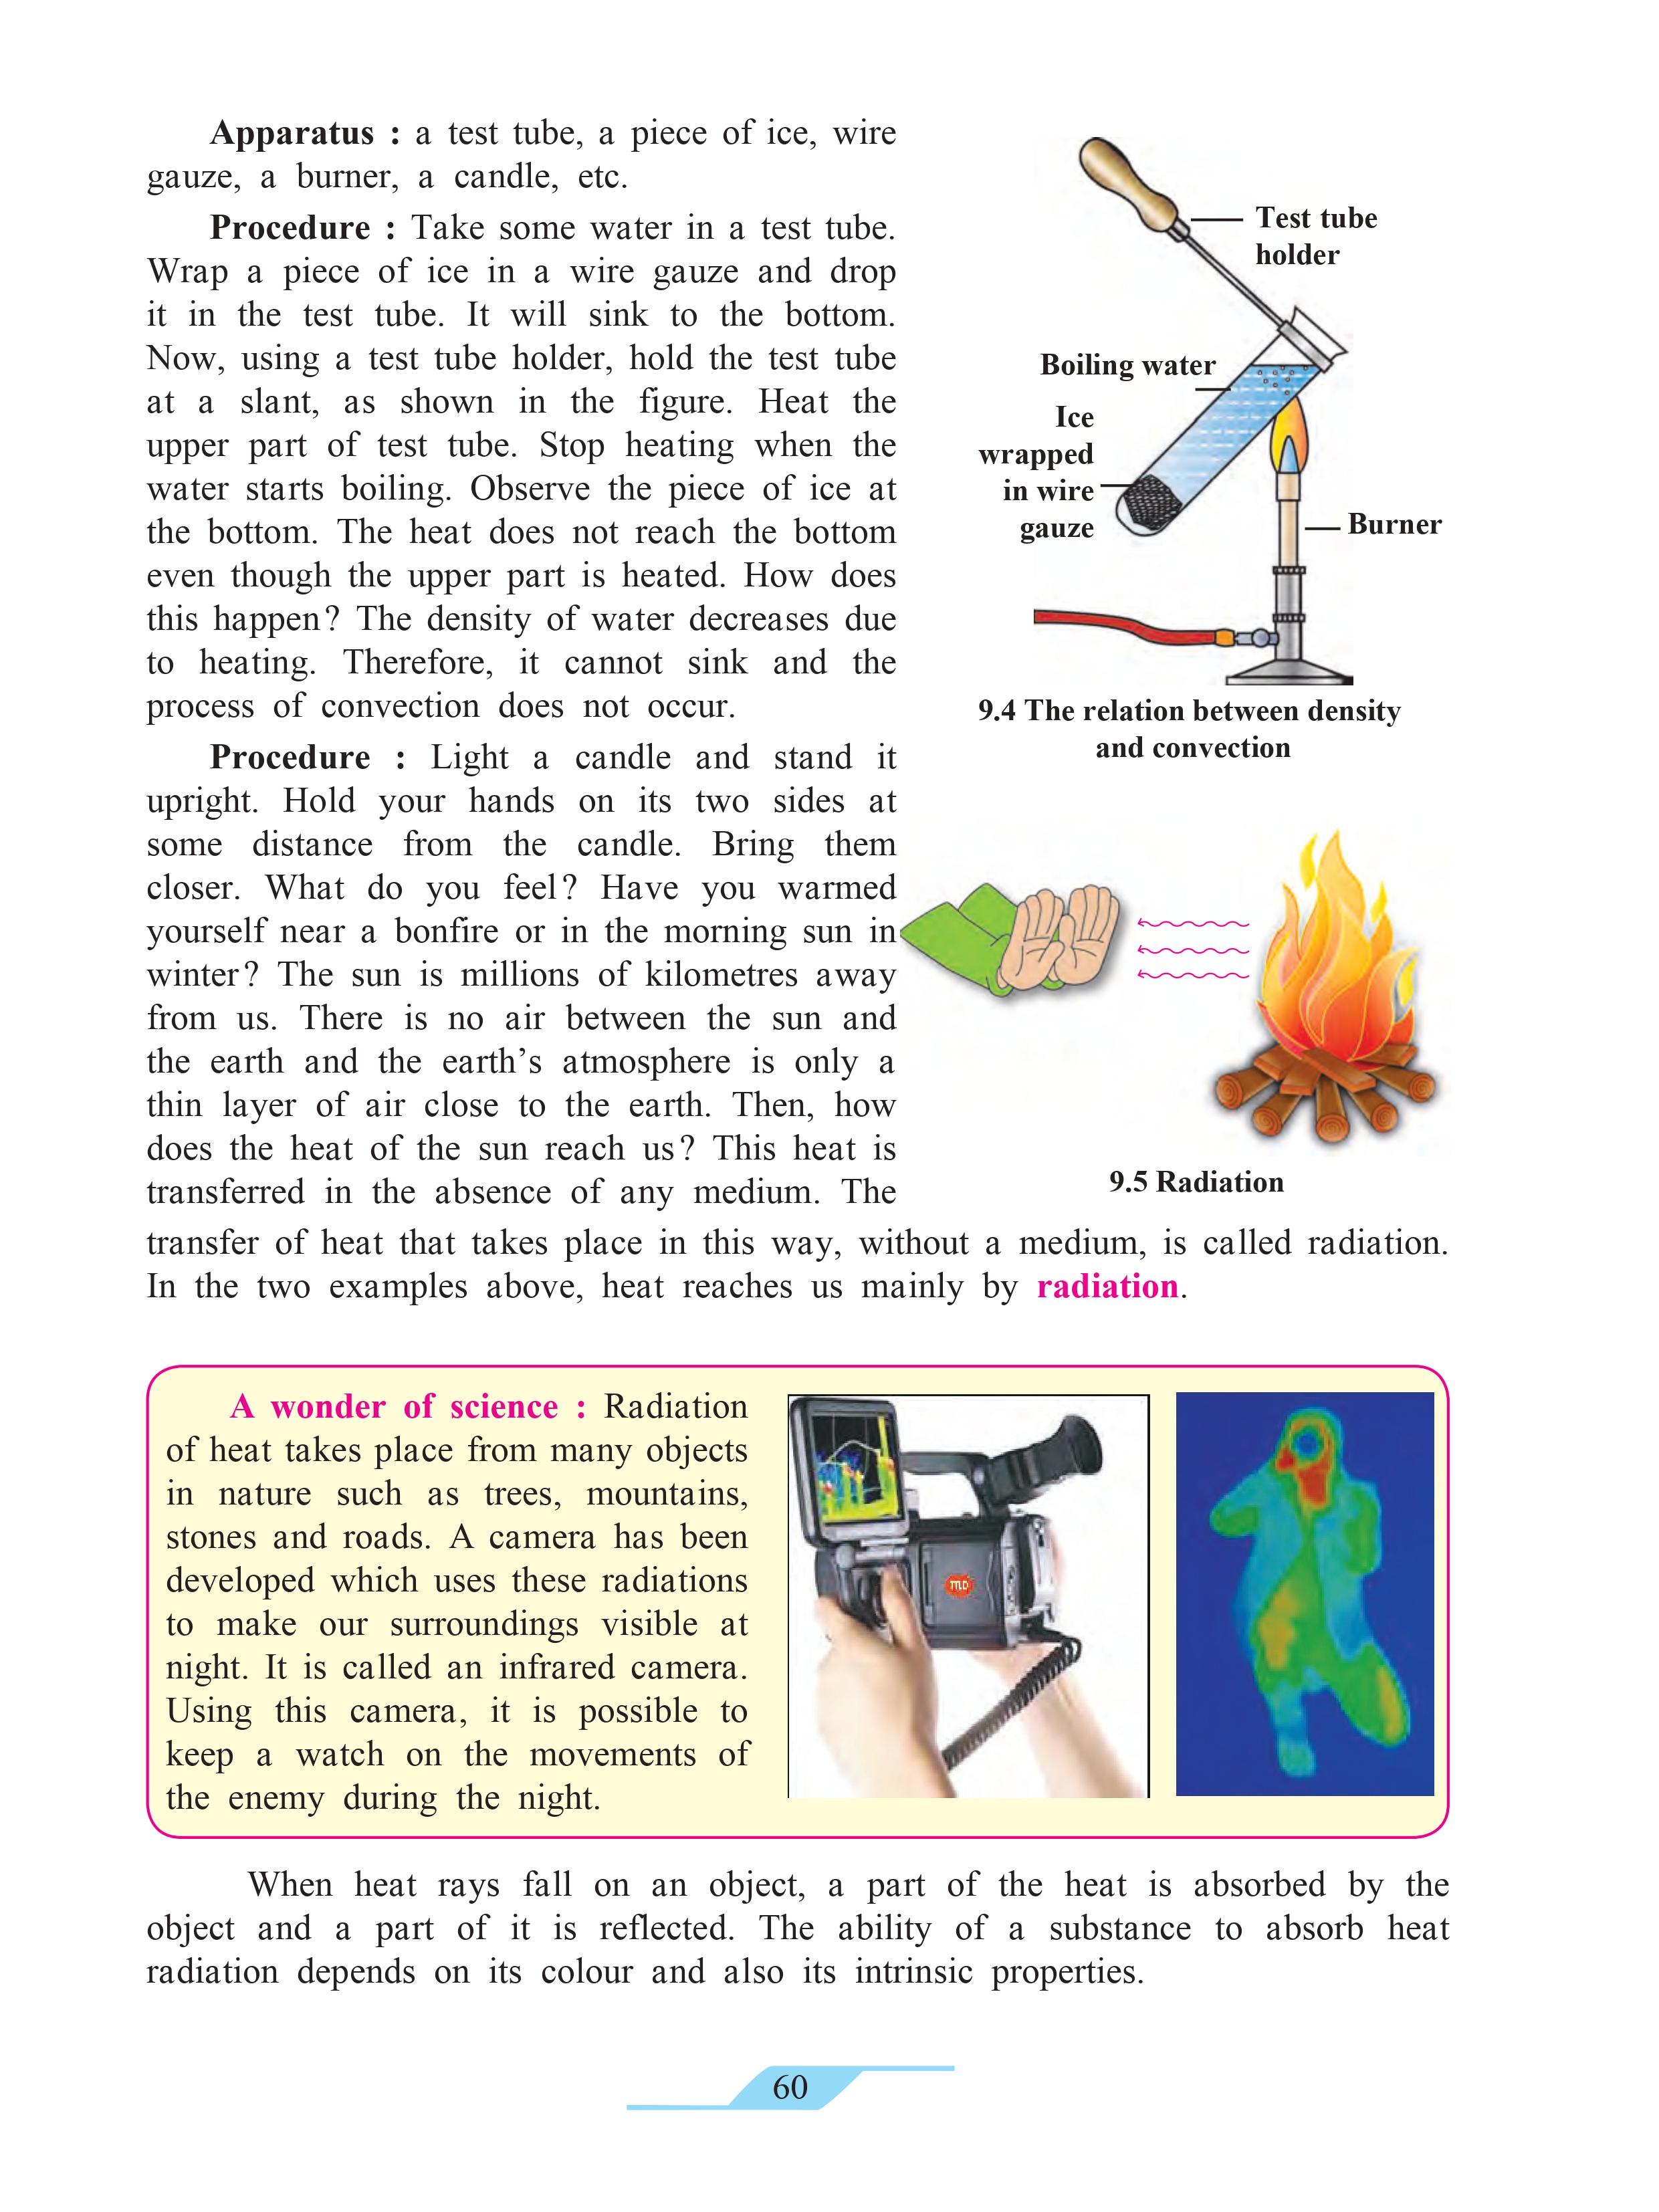 Apparatus : a test tube, a piece of ice, wire
gauze, a burner, a candle, etc.
Procedure : Take some water in a test tube.
Wrap a piece of ice in a wire gauze and drop
it in the test tube. It will sink to the bottom.
Now, using a test tube holder, hold the test tube
at a slant, as shown in the figure. Heat the
upper part of test tube. Stop heating when the
water starts boiling. Observe the piece of ice at
the bottom. The heat does not reach the bottom
even though the upper part is heated. How does
this happen? The density of water decreases due
to heating. Therefore, it cannot sink and the
process of convection does not occur.
Test tube
holder
Boiling water
Ice
wrapped
in wire
gauze
Burner
9.4 The relation between density
and convection
Procedure : Light a candle and stand it
upright. Hold your hands on its two sides at
some distance from the candle. Bring them
closer. What do you feel? Have you warmed
yourself near a bonfire or in the morning sun in
winter? The sun is millions of kilometres away
from us. There is no air between the sun and
the earth and the earth's atmosphere is only a
thin layer of air close to the earth. Then, how
does the heat of the sun reach us? This heat is
transferred in the absence of any medium. The
transfer of heat that takes place in this way, without a medium, is called radiation.
In the two examples above, heat reaches us mainly by radiation.
9.5 Radiation
A wonder of science : Radiation
of heat takes place from many objects
in nature such as trees, mountains,
stones and roads. A camera has been
developed which uses these radiations
to make our surroundings visible at
night. It is called an infrared camera.
Using this camera, it is possible to
keep a watch on the movements of
the enemy during the night.
When heat rays fall on an object, a part of the heat is absorbed by the
object and a part of it is reflected. The ability of a substance to absorb heat
radiation depends on its colour and also its intrinsic properties.
60